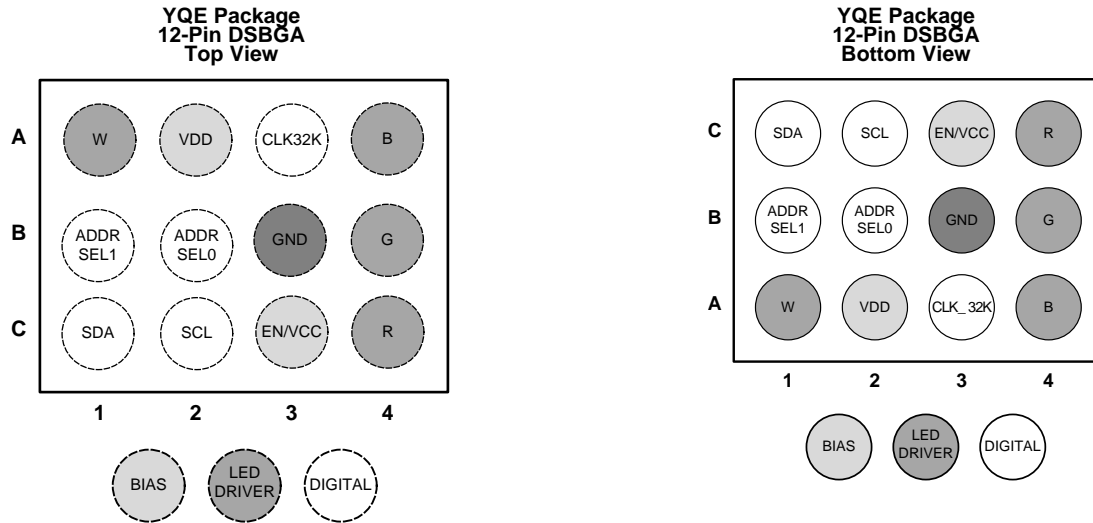 YQE Package
12-Pin DSBGA
Top View
A
W
VDD
CLK32K
B
B
ADDR
SEL1
ADDR
SEL0
GND
G
C
SDA
SCL
EN/VCC
R
1
2
3
4
BIAS
LED
DRIVER
DIGITAL
YQE Package
12-Pin DSBGA
Bottom View
C
SDA
SCL
EN/VCC
R
B
ADDR
SEL1
ADDR
SEL0
GND
G
A
W
VDD
CLK_ 32K
B
1
2
3
4
BIAS
LED
DRIVER
DIGITAL